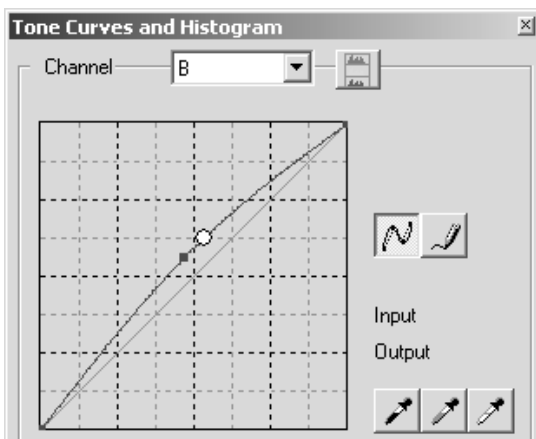 Tone Curves and Histogram
Channel
B
Input
Output